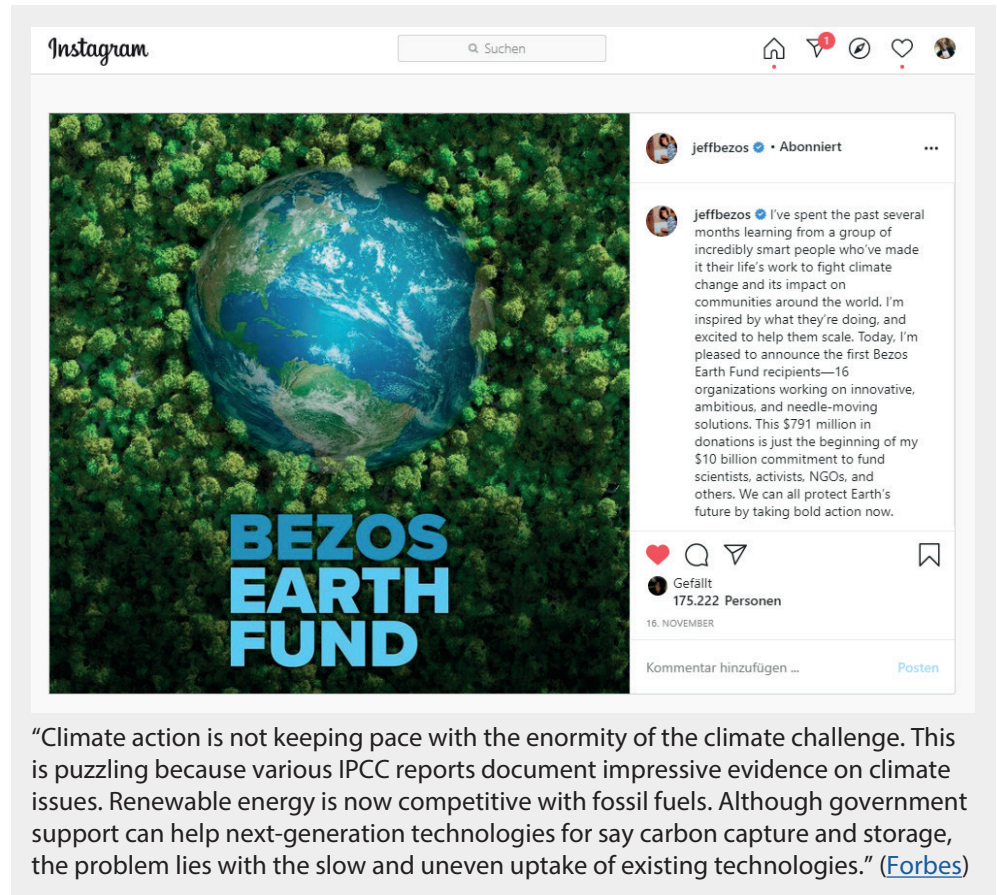 Instagram
Suchen
1
jeffbezos • Abonniert
jeffbezos I've spent the past several
months learning from a group of
incredibly smart people who've made
it their life's work to fight climate
change and its impact on
communities around the world. I'm
inspired by what they're doing, and
excited to help them scale. Today, I'm
pleased to announce the first Bezos
Earth Fund recipients—16
organizations working on innovative,
ambitious, and needle-moving
solutions. This $791 million in
donations is just the beginning of my
$10 billion commitment to fund
scientists, activists, NGOs, and
others. We can all protect Earth's
future by taking bold action now.
BEZOS
EARTH
FUND
Gefällt
175.222 Personen
16. NOVEMBER
Kommentar hinzufügen ...
Posten
“Climate action is not keeping pace with the enormity of the climate challenge. This
is puzzling because various IPCC reports document impressive evidence on climate
issues. Renewable energy is now competitive with fossil fuels. Although government
support can help next-generation technologies for say carbon capture and storage,
the problem lies with the slow and uneven uptake of existing technologies.” (Forbes)